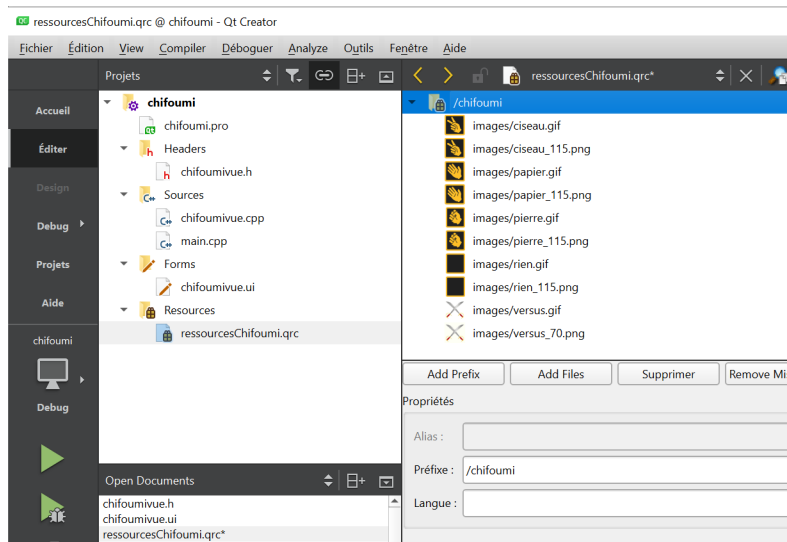 ressourcesChifoumi.qrc @ chifoumi - Qt Creator
Fichier Édition View Compiler Déboguer Analyze Outils Fenêtre Aide
Projets
ressourcesChifoumi.qrc*
Accueil
Éditer
Design
Debug
Projets
Aide
chifoumi
Debug
chifoumi
chifoumi.pro
Headers
chifoumivue.h
Sources
chifoumivue.cpp
main.cpp
Forms
chifoumivue.ui
Resources
ressourcesChifoumi.qrc
Open Documents
chifoumivue.h
chifoumivue.ui
ressourcesChifoumi.qrc*
/chifoumi
images/ciseau.gif
images/ciseau_115.png
images/papier.gif
images/papier_115.png
images/pierre.gif
images/pierre_115.png
images/rien.gif
images/rien_115.png
images/versus.gif
images/versus_70.png
Add Prefix Add Files Supprimer Remove Mi
Propriétés
Alias :
Préfixe : /chifoumi
Langue :